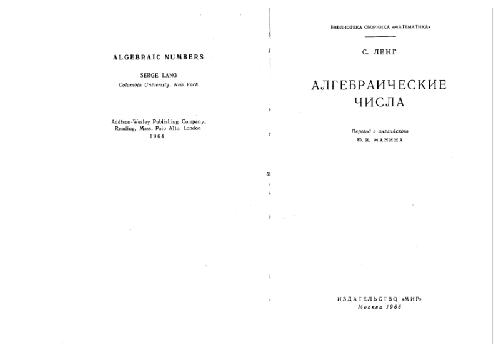 ALGEBRAIC NUMBERS
SERGE LANG
Columbia University, New York
Addison-Wesley Publishing Company,
Reading, Mass. Palo Alto. London
1964
БИБЛИОТЕКА СБОРНИКА «МАТЕМАТИКА»
С. ЛЕНГ
АЛГЕБРАИЧЕСКИЕ
ЧИСЛА
Перевод с английского
Ю. И. МАНИНА
ИЗДАТЕЛЬСТВО «МИР»
Москва 1966